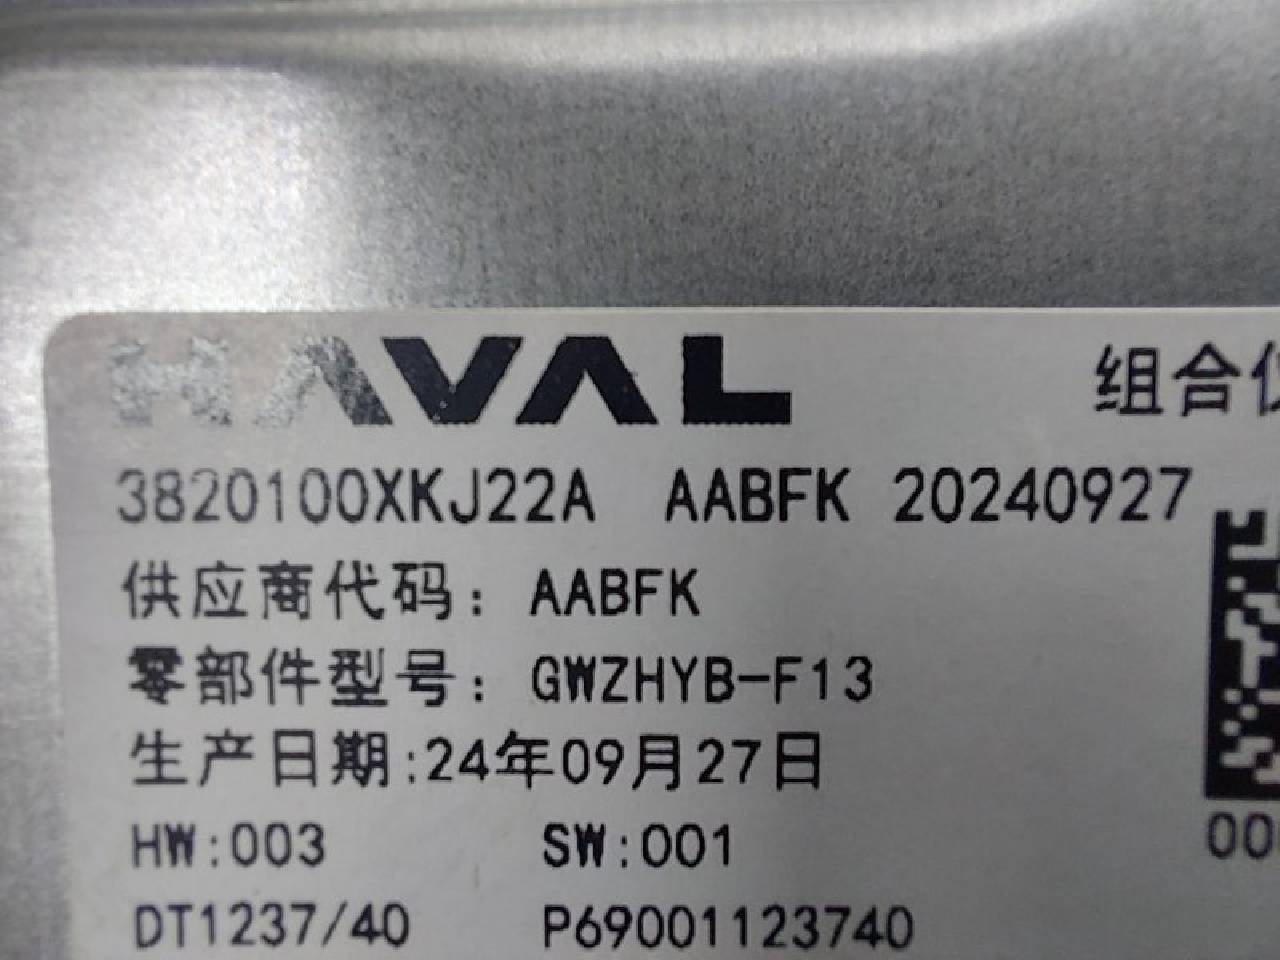 HAVAL 组合
3820100XKJ22A AABFK 20240927
供应商代码：AABFK
零部件型号：GWZHYB-F13
生产日期:24年09月27日
HW:003 SW:001
00
DT1237/40 P69001123740